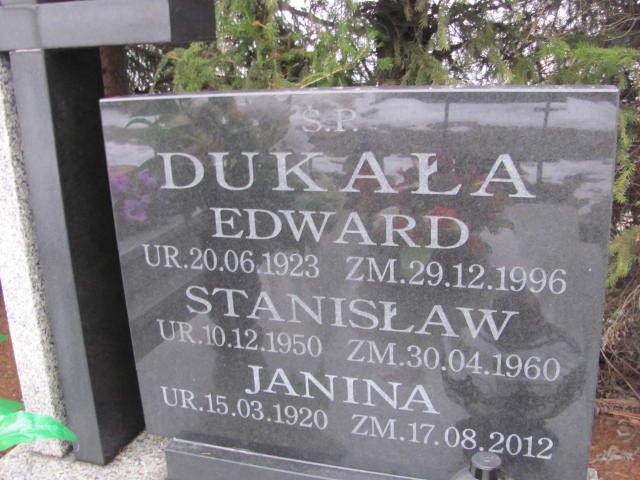 Ś.P.
DUKAŁA
EDWARD
UR.20.06.1923 ZM.29.12.1996
STANISŁAW
UR.10.12.1950 ZM.30.04.1960
JANINA
UR.15.03.1920 ZM.17.08.2012